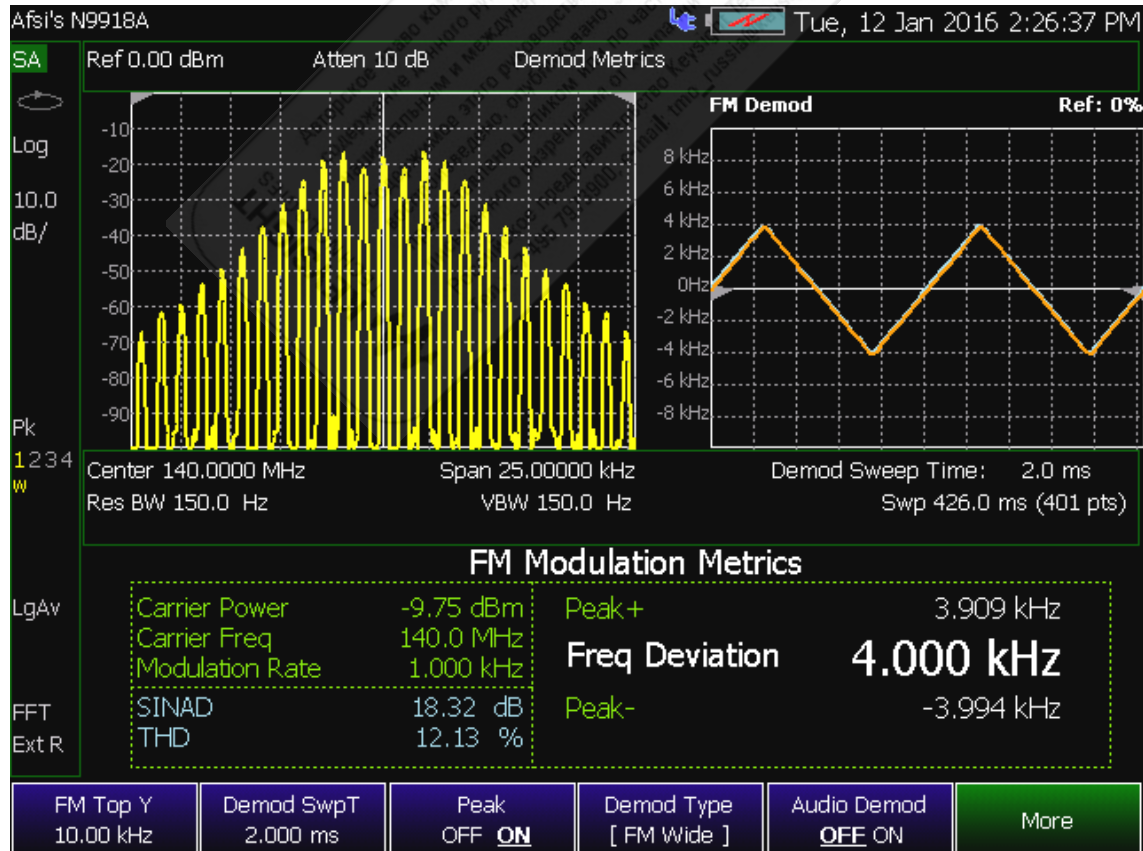 Afsi's N9918A
Tue, 12 Jan 2016 2:26:37 PM
SA
Ref 0.00 dBm Atten 10 dB Demod Metrics
Log
10.0
dB/
Pk
1234
W
LgAv
FFT
Ext R
-10
-20
-30
-40
-50
-60
-70
-80
-90
FM Demod Ref: 0%
8 kHz
6 kHz
4 kHz
2 kHz
0Hz
-2 kHz
-4 kHz
-6 kHz
-8 kHz
Center 140.0000 MHz Span 25.00000 kHz Demod Sweep Time: 2.0 ms
Res BW 150.0 Hz VBW 150.0 Hz Swp 426.0 ms (401 pts)
FM Modulation Metrics
Carrier Power -9.75 dBm
Carrier Freq 140.0 MHz
Modulation Rate 1.000 kHz
SINAD 18.32 dB
THD 12.13 %
Peak+ 3.909 kHz
Freq Deviation 4.000 kHz
Peak- -3.994 kHz
FM Top Y
10.00 kHz
Demod SwpT
2.000 ms
Peak
OFF ON
Demod Type
[ FM Wide ]
Audio Demod
OFF ON
More